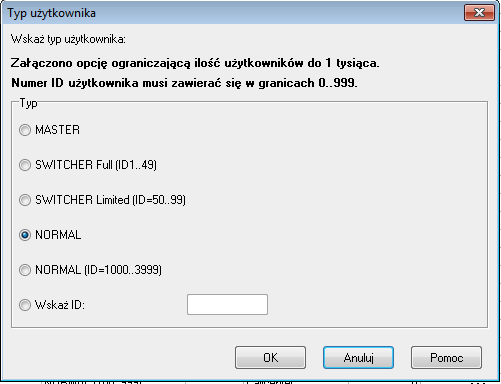 Typ użytkownika
Wskaż typ użytkownika:
Załączono opcję ograniczającą ilość użytkowników do 1 tysiąca.
Numer ID użytkownika musi zawierać się w granicach 0..999.
Typ
MASTER
SWITCHER Full (ID1..49)
SWITCHER Limited (ID=50..99)
NORMAL
NORMAL (ID=1000..3999)
Wskaż ID:
OK Anuluj Pomoc